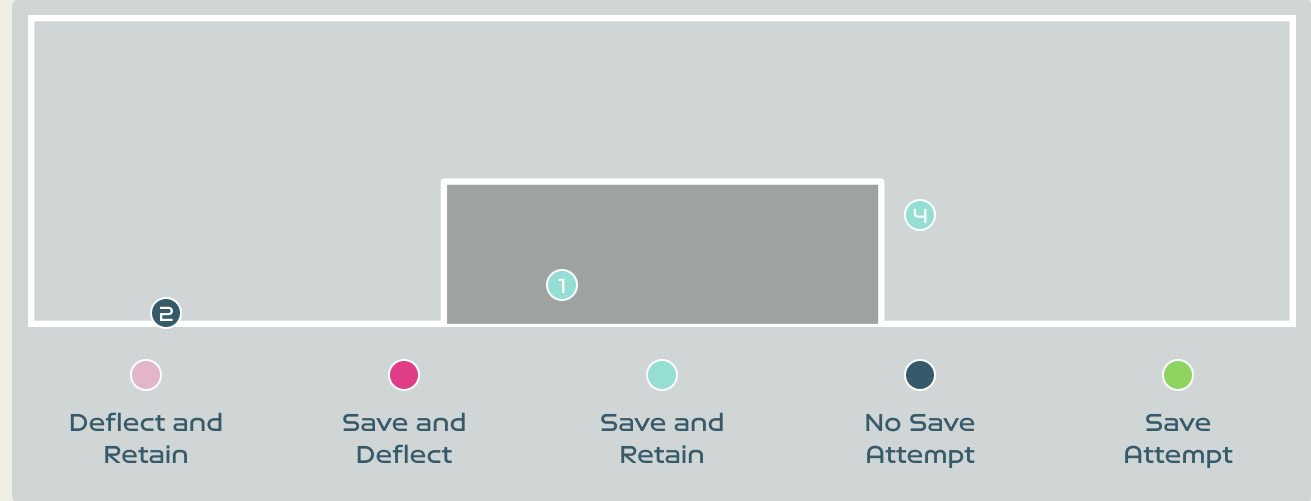 4
1
2
Deflect and
Retain
Save and
Deflect
Save and
Retain
No Save
Attempt
Save
Attempt